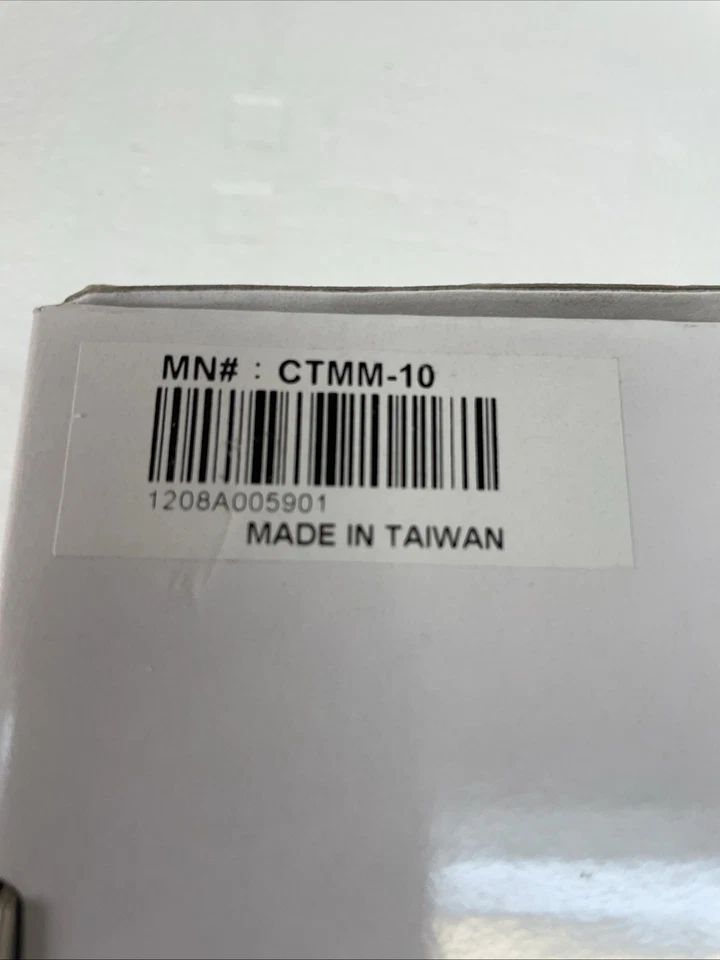 MN# : CTMM-10
1208A005901
MADE IN TAIWAN